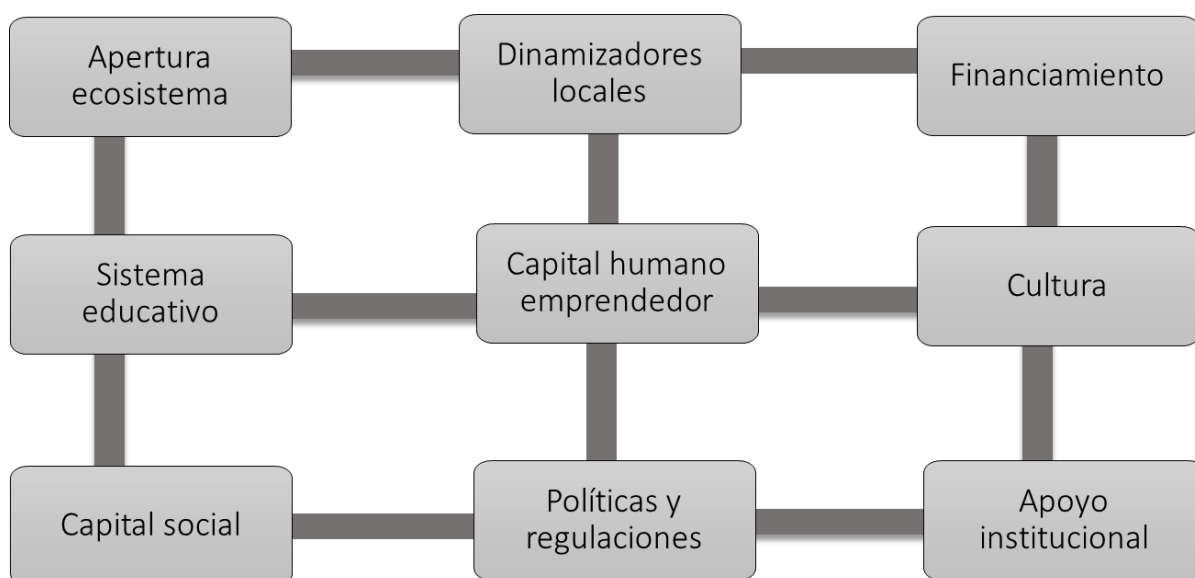 Apertura
ecosistema
Dinamizadores
locales
Financiamiento
Sistema
educativo
Capital humano
emprendedor
Cultura
Capital social
Políticas y
regulaciones
Apoyo
institucional